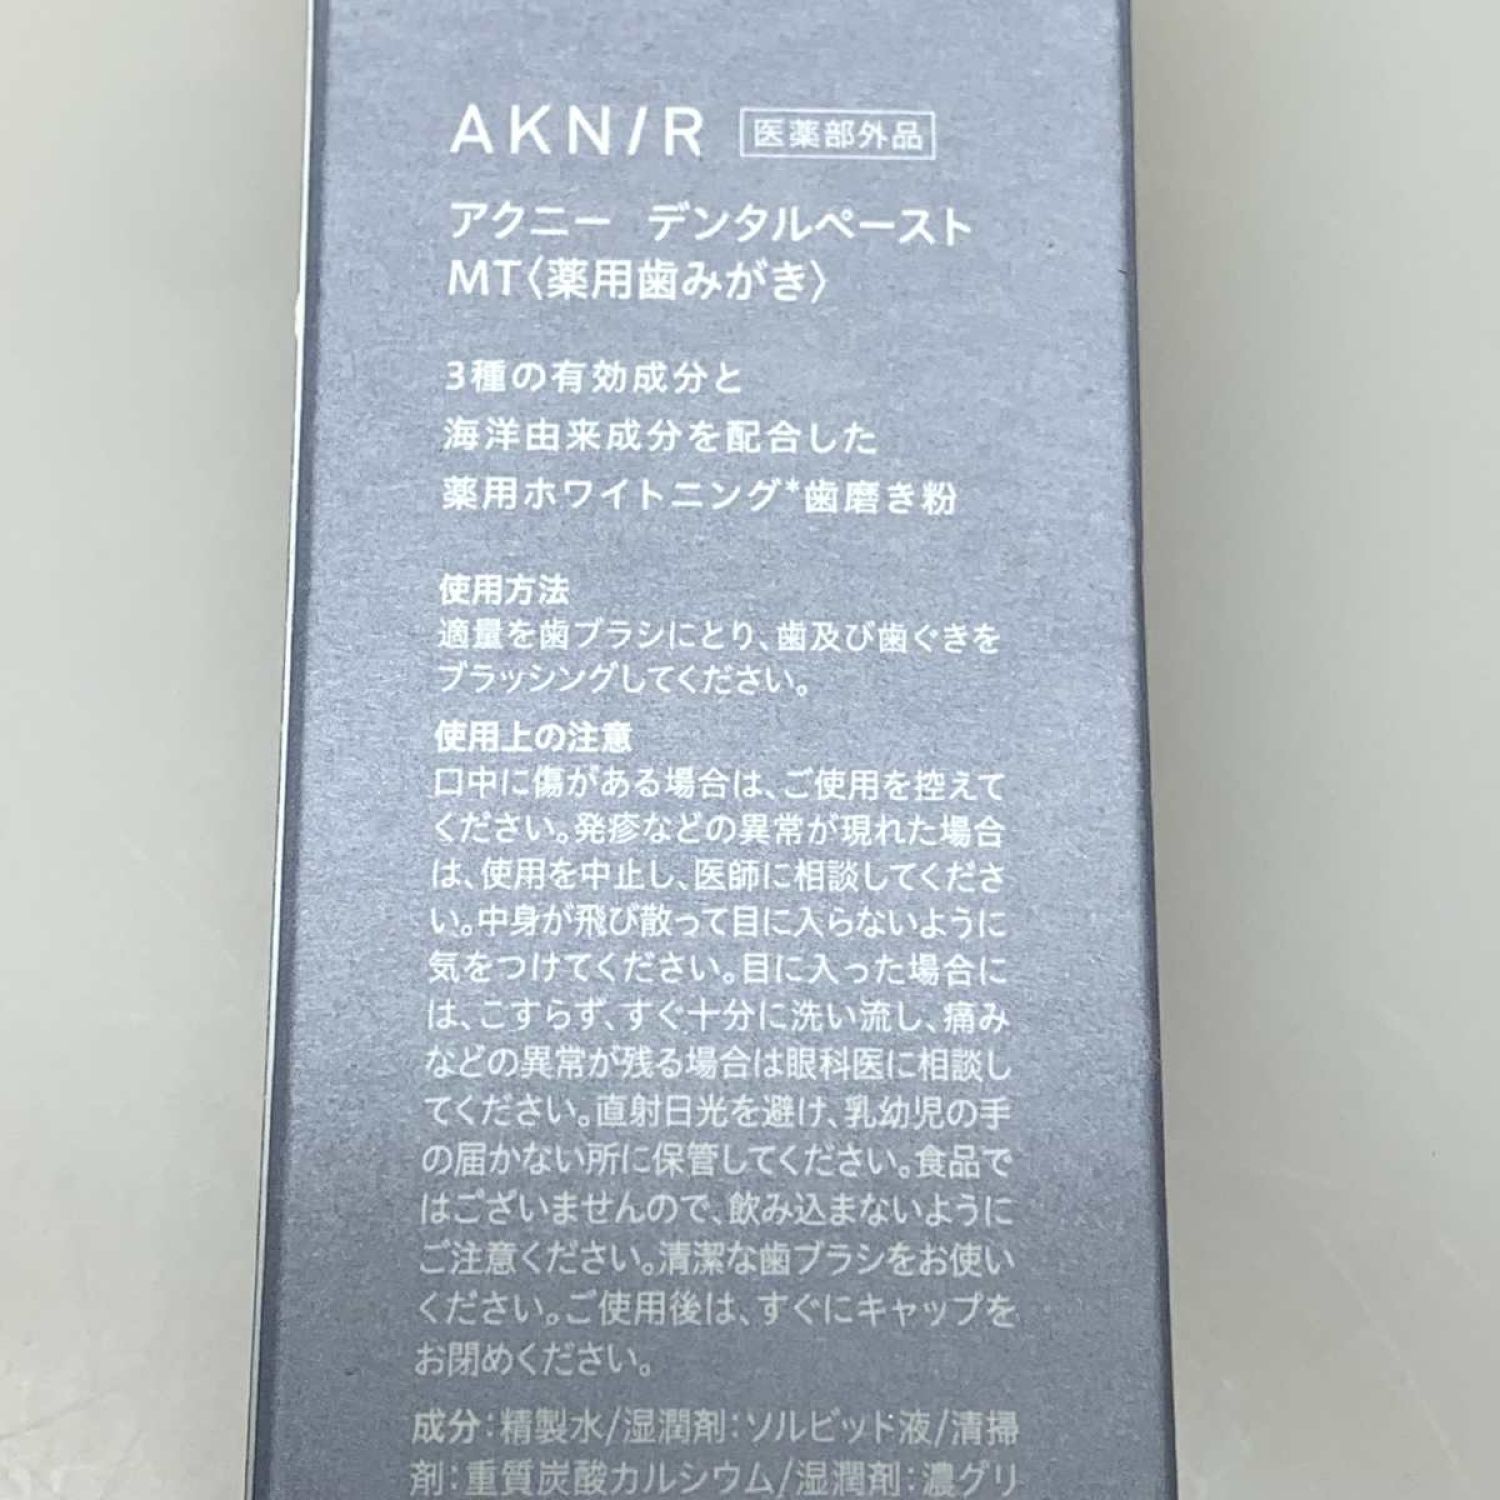 AKNIR 医薬部外品
アクニー デンタルペースト
MT〈薬用歯みがき〉
3種の有効成分と
海洋由来成分を配合した
薬用ホワイトニング*歯磨き粉
使用方法
適量を歯ブラシにとり、歯及び歯ぐきを
ブラッシングしてください。
使用上の注意
口中に傷がある場合は、ご使用を控えて
ください。発疹などの異常が現れた場合
は、使用を中止し、医師に相談してくださ
い。中身が飛び散って目に入らないように
気をつけてください。目に入った場合に
は、こすらず、すぐ十分に洗い流し、痛み
などの異常が残る場合は眼科医に相談し
てください。直射日光を避け、乳幼児の手
の届かない所に保管してください。食品で
はございませんので、飲み込まないように
ご注意ください。清潔な歯ブラシをお使い
ください。ご使用後は、すぐにキャップを
お閉めください。
成分：精製水/湿潤剤：ソルビット液/清掃
剤：重質炭酸カルシウム/湿潤剤：濃グリ